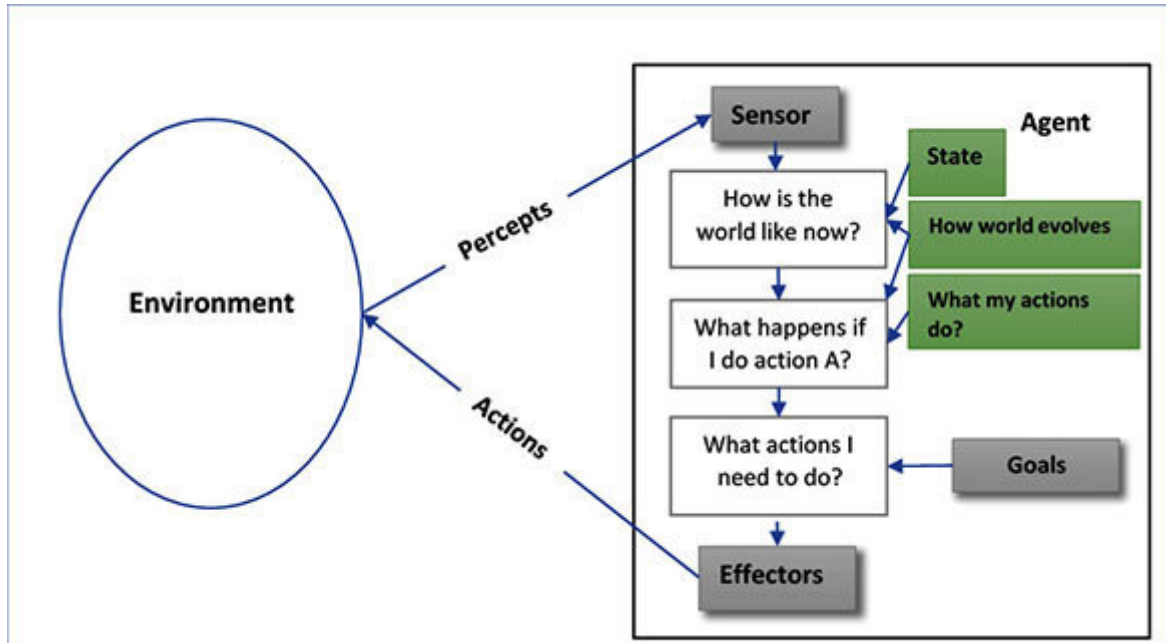 Sensor
Agent
State
How is the
world like now?
How world evolves
Percepts
Environment
What my actions
do?
What happens if
I do action A?
Actions
What actions I
need to do?
Goals
Effectors